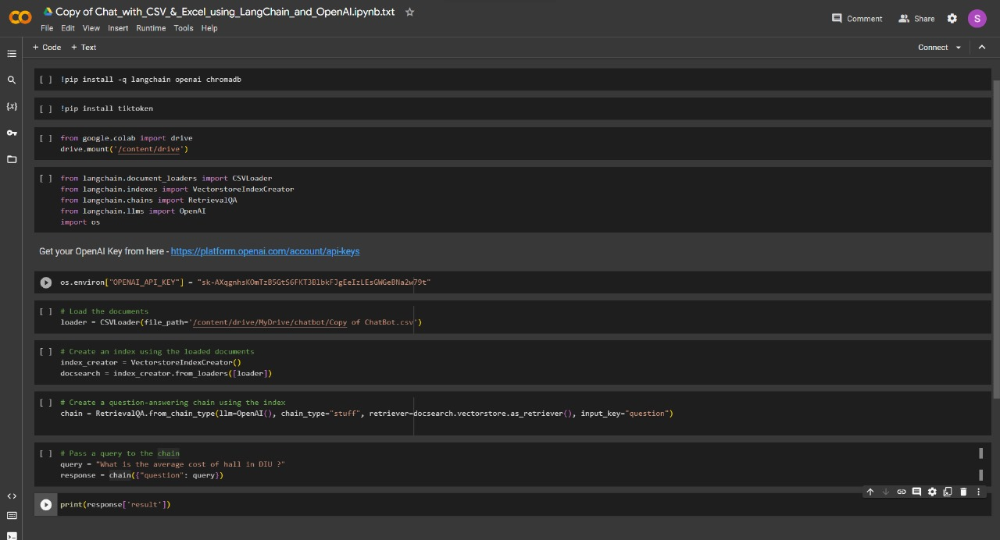 Copy of Chat_with_CSV_&_Excel_using_LangChain_and_OpenAI.ipynb.txt
Comment Share S
File Edit View Insert Runtime Tools Help
+ Code + Text Connect
[ ] !pip install -q langchain openai chromadb
[ ] !pip install tiktoken
[ ] from google.colab import drive
drive.mount('/content/drive')
[ ] from langchain.document_loaders import CSVLoader
from langchain.indexes import VectorstoreIndexCreator
from langchain.chains import RetrievalQA
from langchain.llms import OpenAI
import os
Get your OpenAI Key from here - https://platform.openai.com/account/api-keys
os.environ["OPENAI_API_KEY"] =
[ ] # Load the documents
loader = CSVLoader(file_path='/content/drive/MyDrive/chatbot/Copy of ChatBot.csv')
[ ] # Create an index using the loaded documents
index_creator = VectorstoreIndexCreator()
docsearch = index_creator.from_loaders([loader])
[ ] # Create a question-answering chain using the index
chain = RetrievalQA.from_chain_type(llm=OpenAI(), chain_type="stuff", retriever=docsearch.vectorstore.as_retriever(), input_key="question")
[ ] # Pass a query to the chain
query = "What is the average cost of hall in DIU ?"
response = chain({"question": query})
print(response['result'])